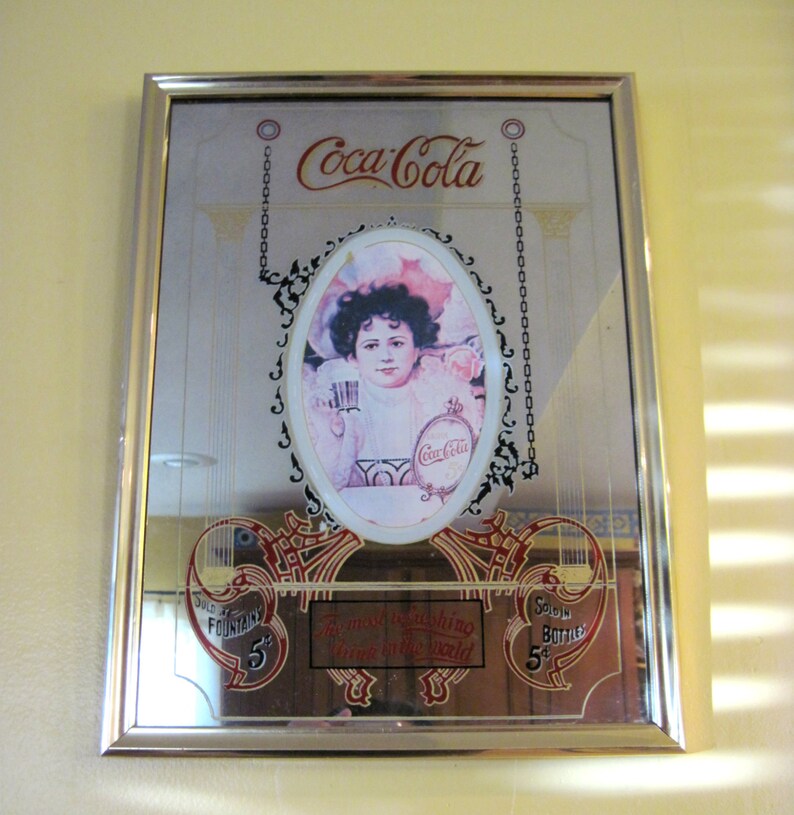 Coca-Cola
DRINK
Coca-Cola
5¢
SOLD AT
FOUNTAINS
5¢
The most refreshing
drink in the world
SOLD IN
BOTTLES
5¢